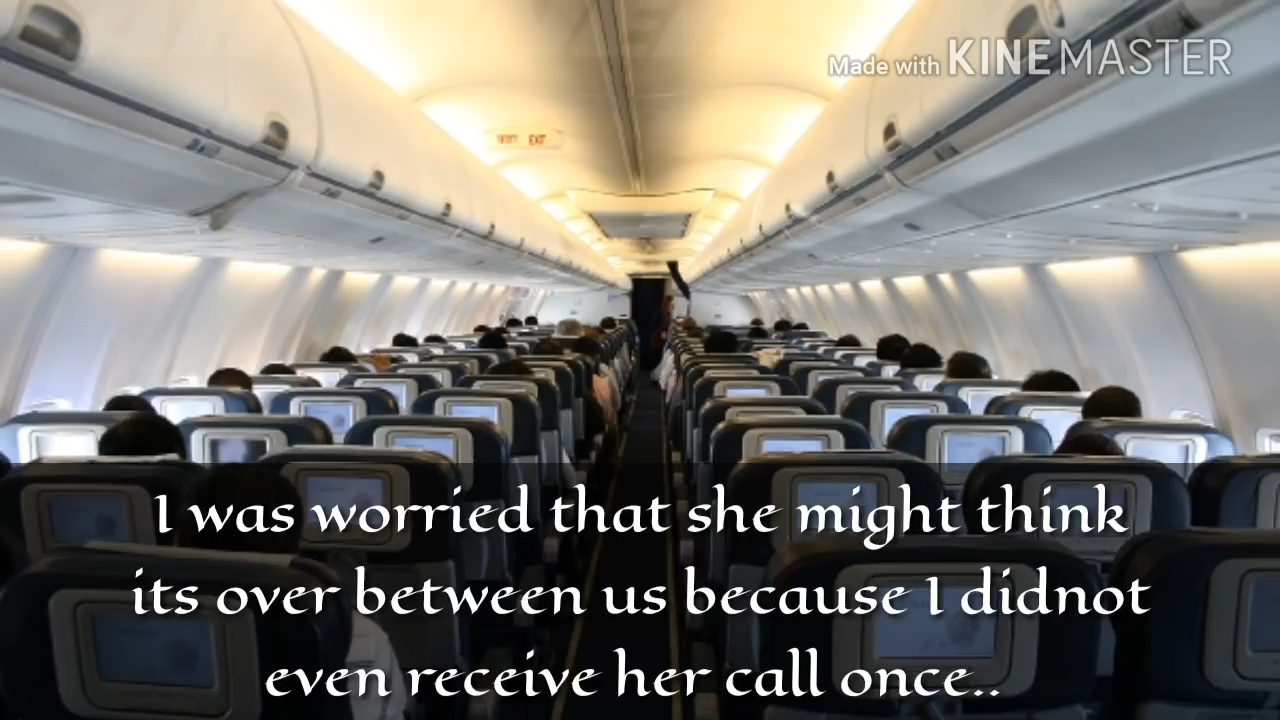 Made with KINEMASTER
I was worried that she might think
its over between us because I didnot
even receive her call once..